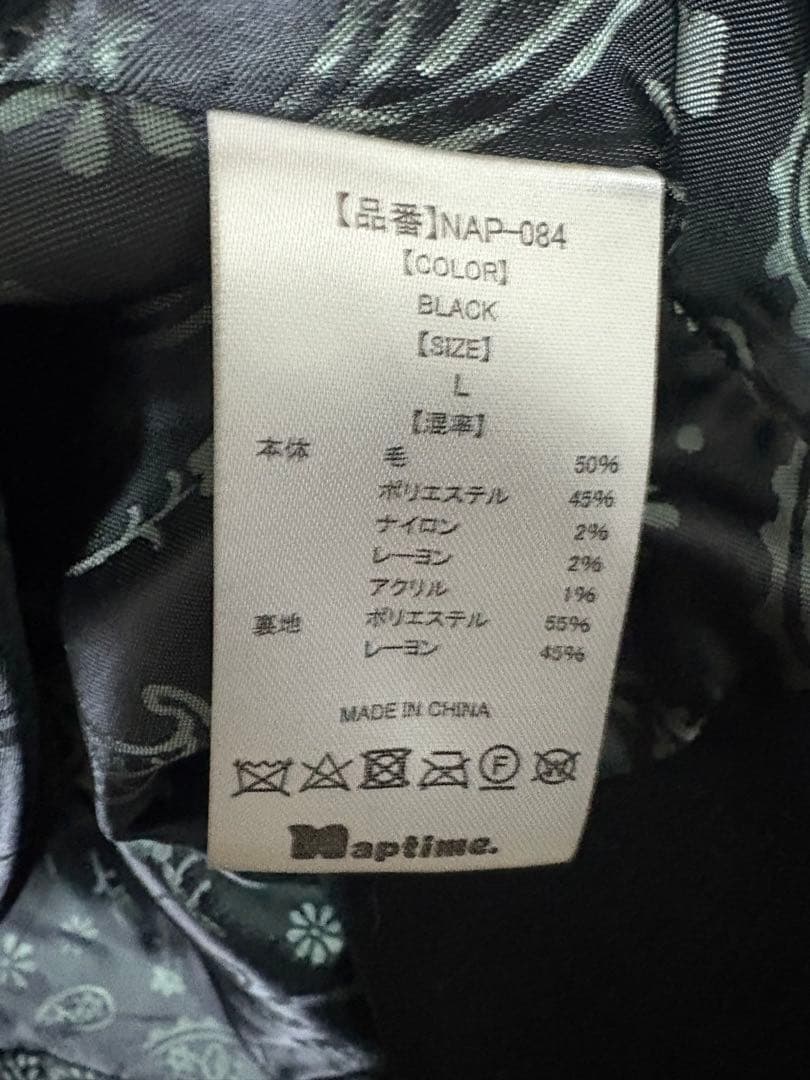 【品番】NAP-084
【COLOR】
BLACK
【SIZE】
L
【混率】
本体 毛 50%
ポリエステル 45%
ナイロン 2%
レーヨン 2%
アクリル 1%
裏地 ポリエステル 55%
レーヨン 45%
MADE IN CHINA
F
W
Naptime.